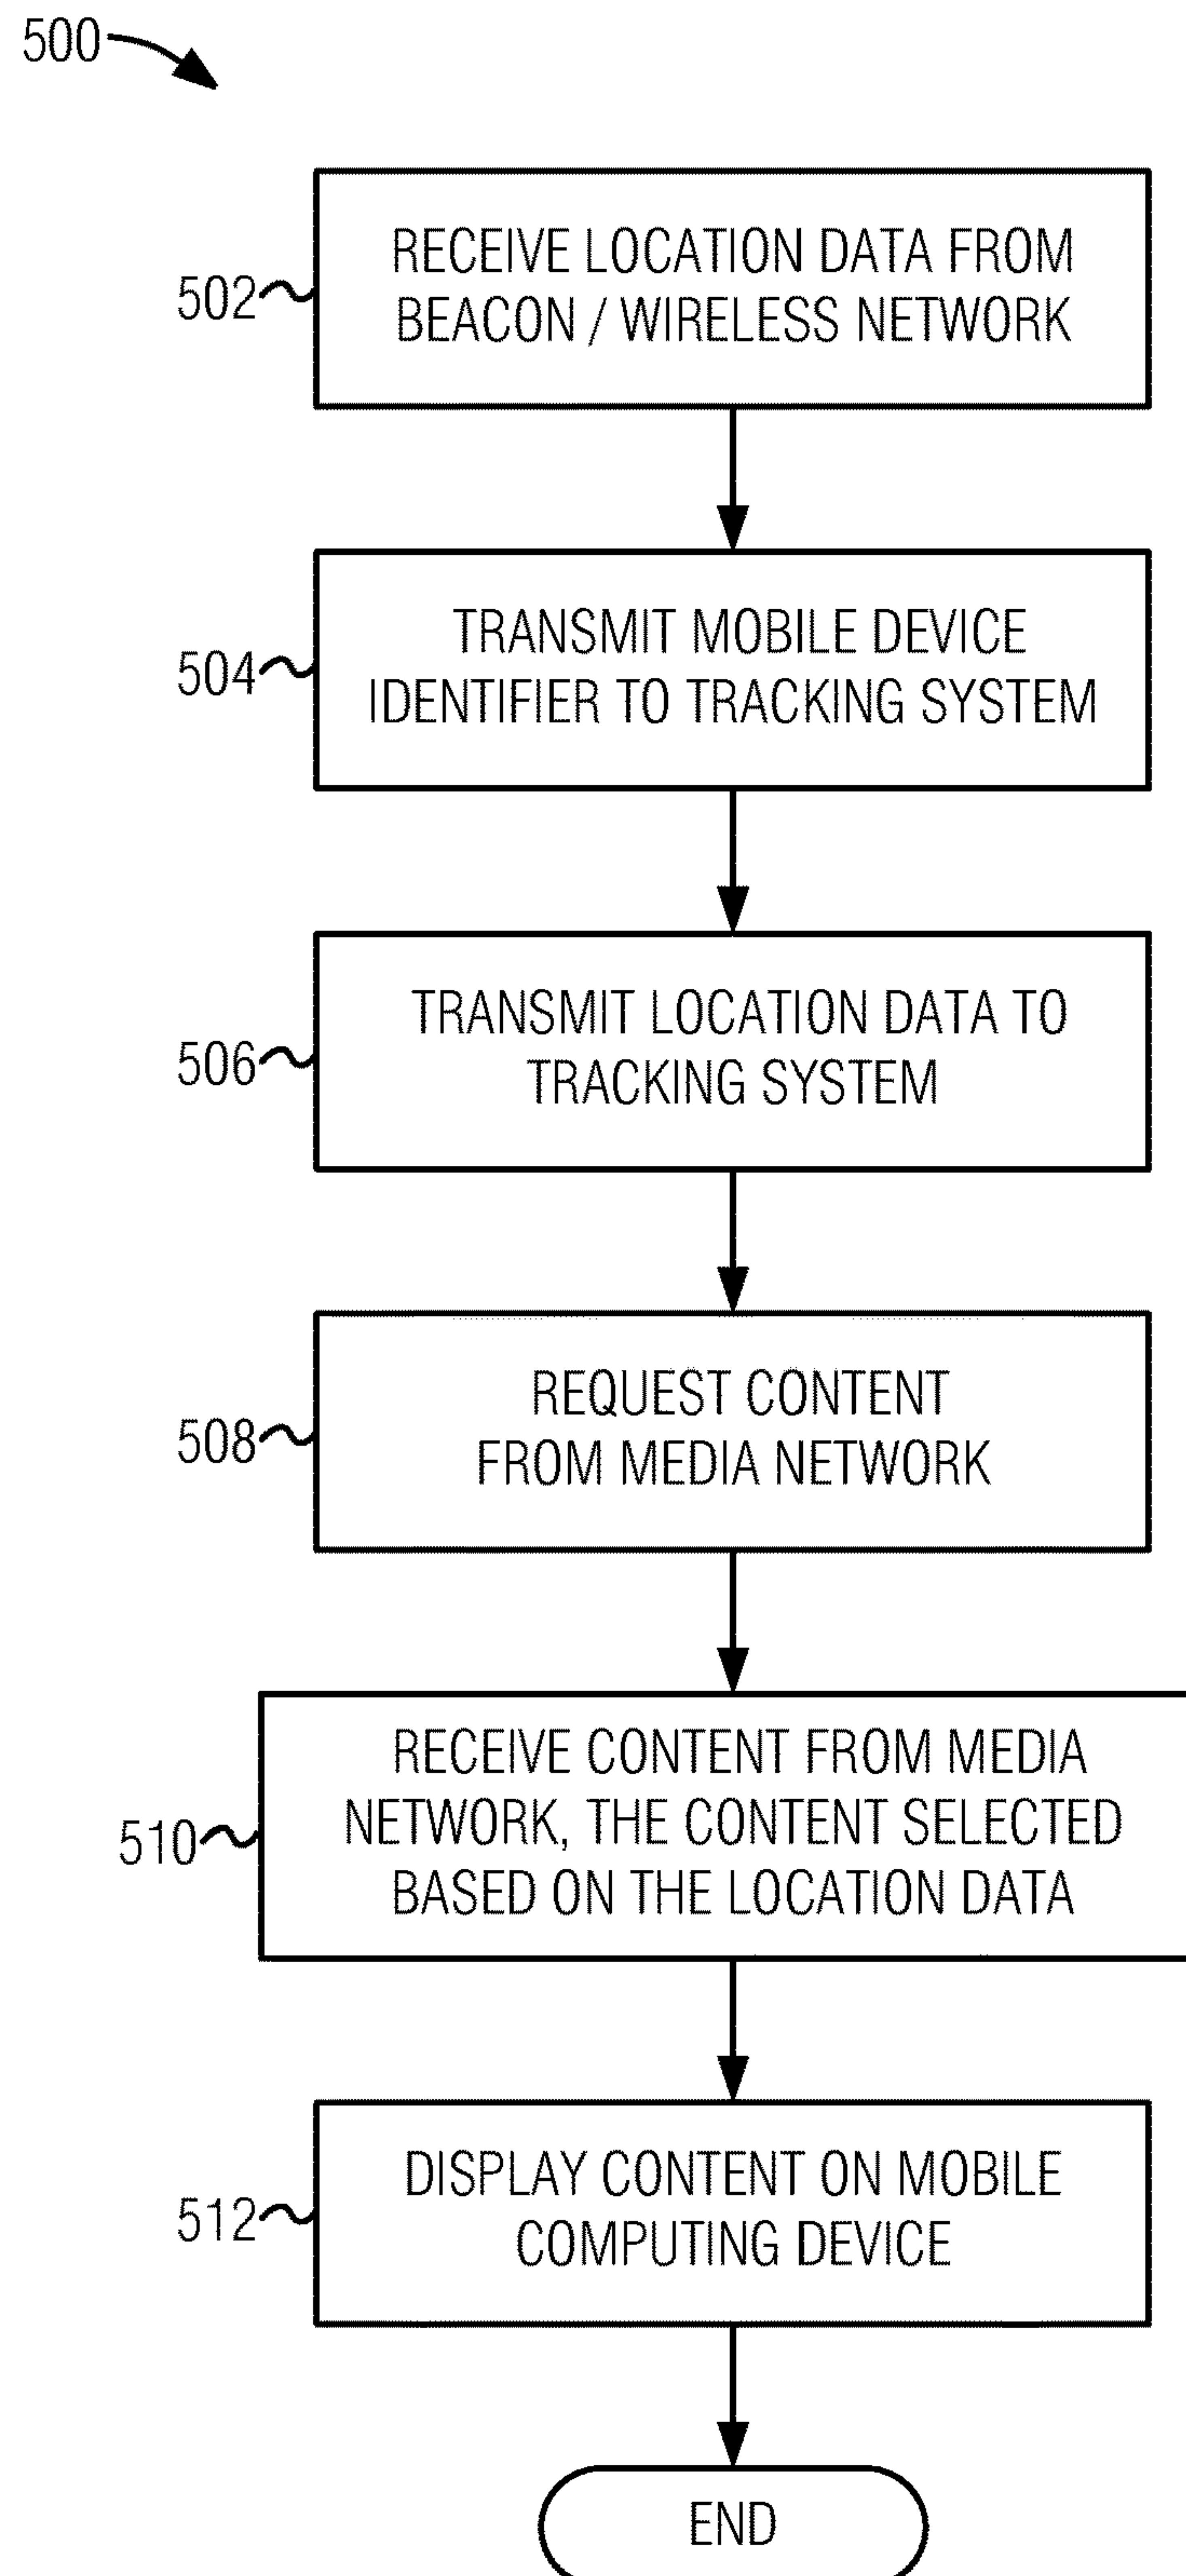 500
RECEIVE LOCATION DATA FROM
502
BEACON / WIRELESS NETWORK
TRANSMIT MOBILE DEVICE
504
IDENTIFIER TO TRACKING SYSTEM
TRANSMIT LOCATION DATA TO
506
TRACKING SYSTEM
REQUEST CONTENT
508
FROM MEDIA NETWORK
RECEIVE CONTENT FROM MEDIA
510
NETWORK, THE CONTENT SELECTED
BASED ON THE LOCATION DATA
DISPLAY CONTENT ON MOBILE
512
COMPUTING DEVICE
END